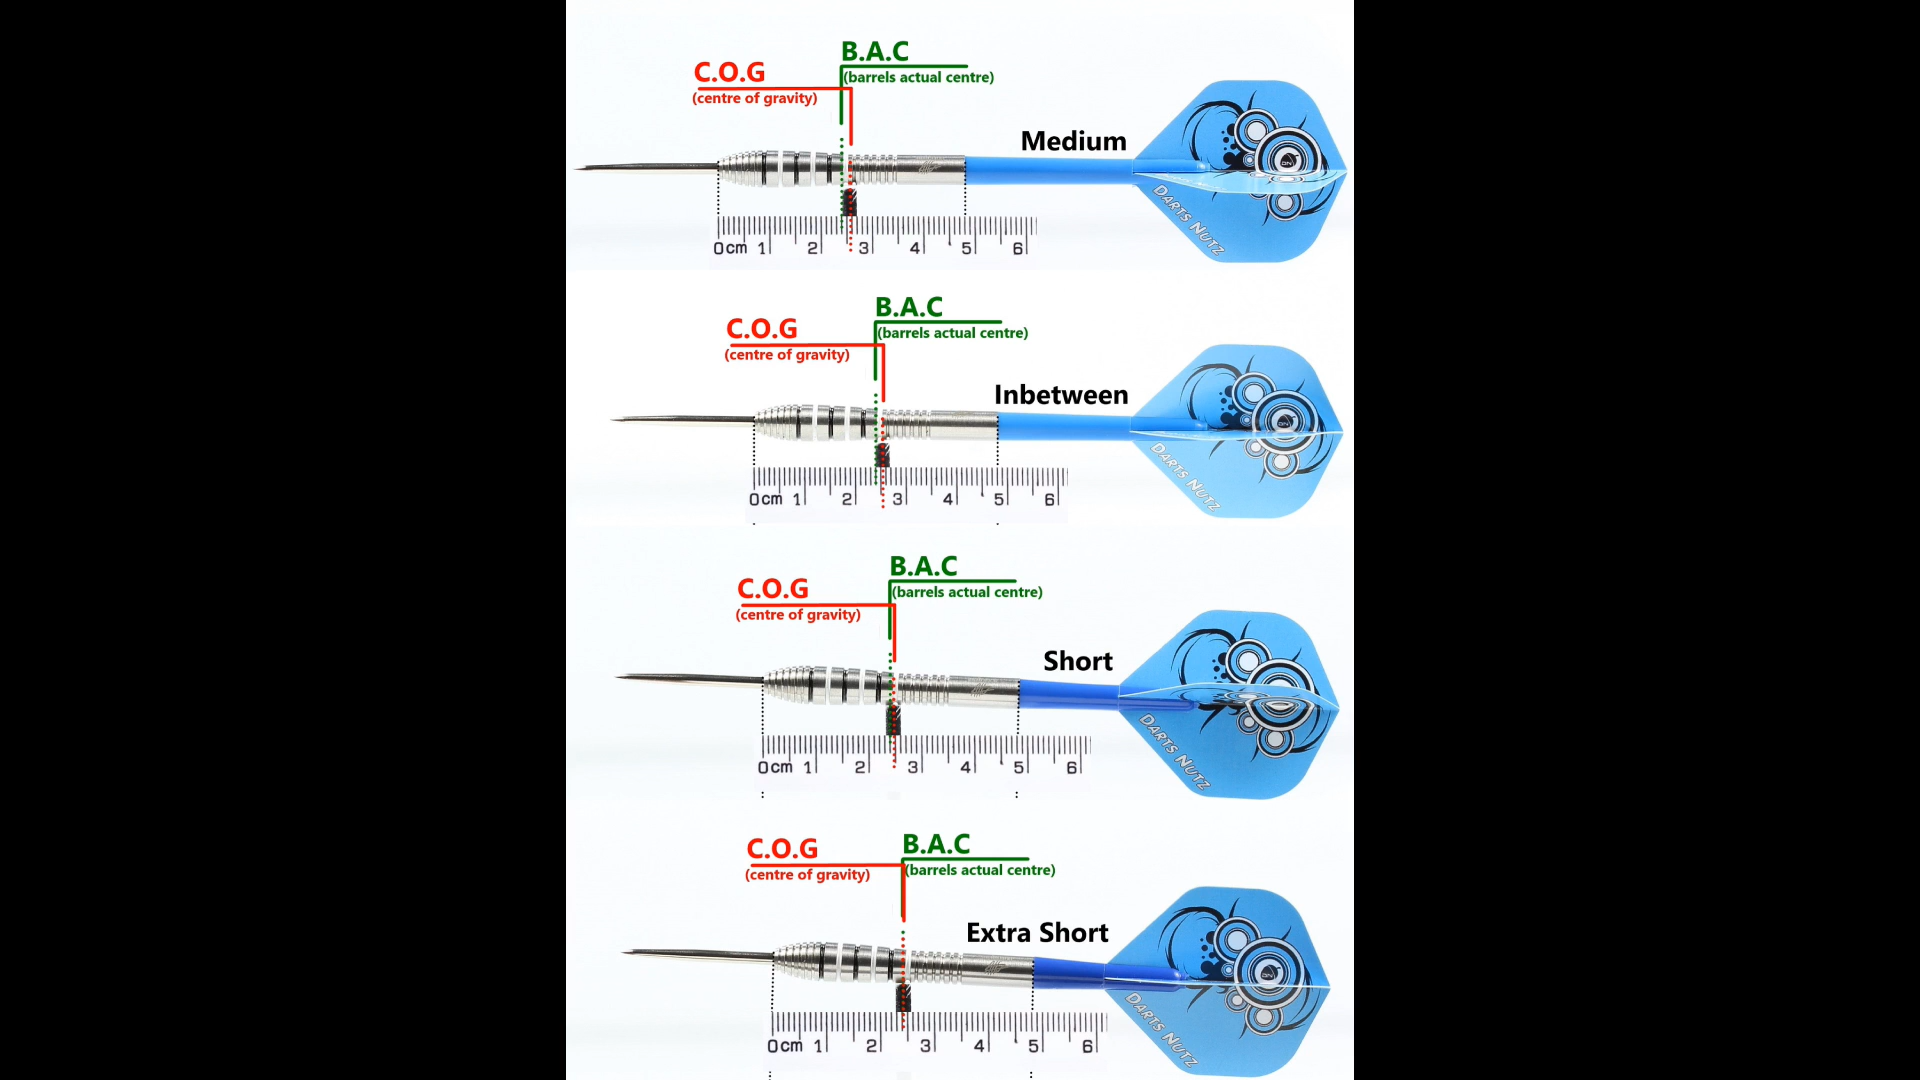 B.A.C
(barrels actual centre)
C.O.G
(centre of gravity)
Medium
DARTS NUTZ
0cm 1 2 3 4 5 6
B.A.C
(barrels actual centre)
C.O.G
(centre of gravity)
Inbetween
DARTS NUTZ
0cm 1 2 3 4 5 6
B.A.C
(barrels actual centre)
C.O.G
(centre of gravity)
Short
DARTS NUTZ
0cm 1 2 3 4 5 6
B.A.C
(barrels actual centre)
C.O.G
(centre of gravity)
Extra Short
DARTS NUTZ
0cm 1 2 3 4 5 6